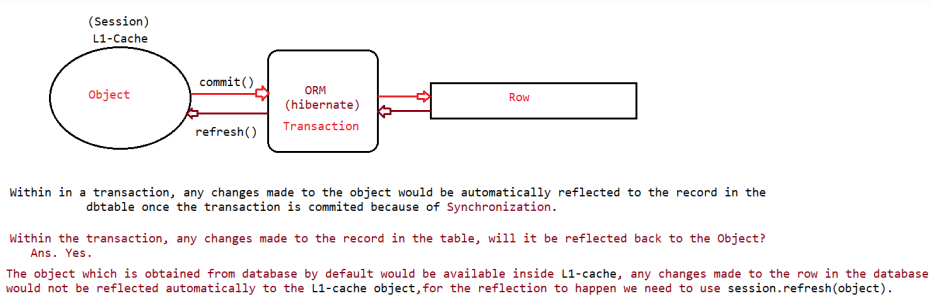 (Session)
L1-Cache
Object
commit()
refresh()
ORM
(hibernate)
Transaction
Row
Within in a transaction, any changes made to the object would be automatically reflected to the record in the
dbtable once the transaction is commited because of Synchronization.
Within the transaction, any changes made to the record in the table, will it be reflected back to the Object?
Ans. Yes.
The object which is obtained from database by default would be available inside L1-cache, any changes made to the row in the database
would not be reflected automatically to the L1-cache object,for the reflection to happen we need to use session.refresh(object).